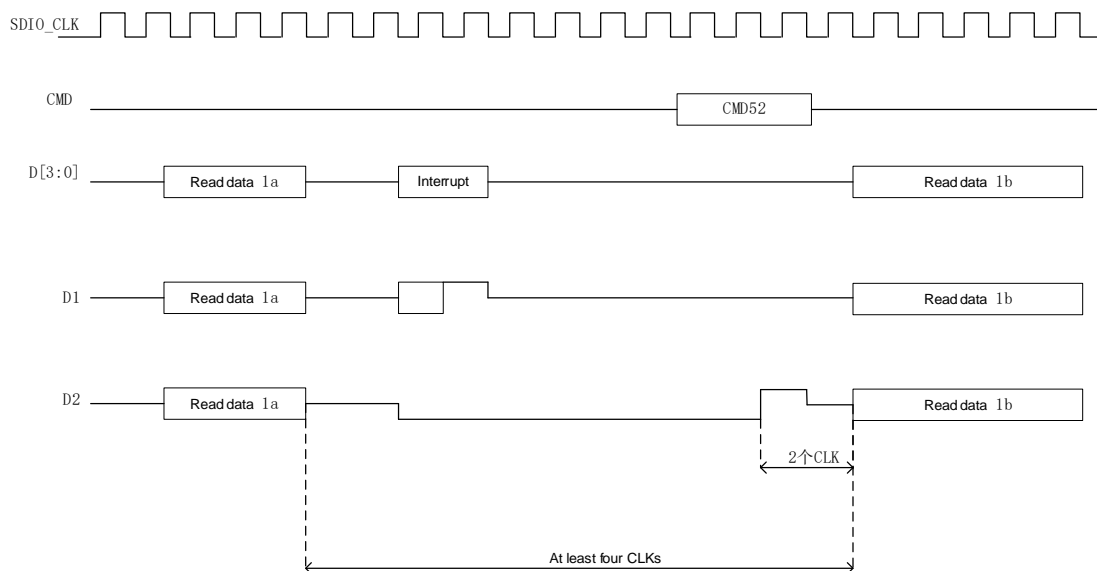 SDIO_CLK
CMD
CMD52
D[3:0]
Read data 1a
Interrupt
Read data 1b
D1
Read data 1a
Read data 1b
D2
Read data 1a
Read data 1b
2个CLK
At least four CLKs